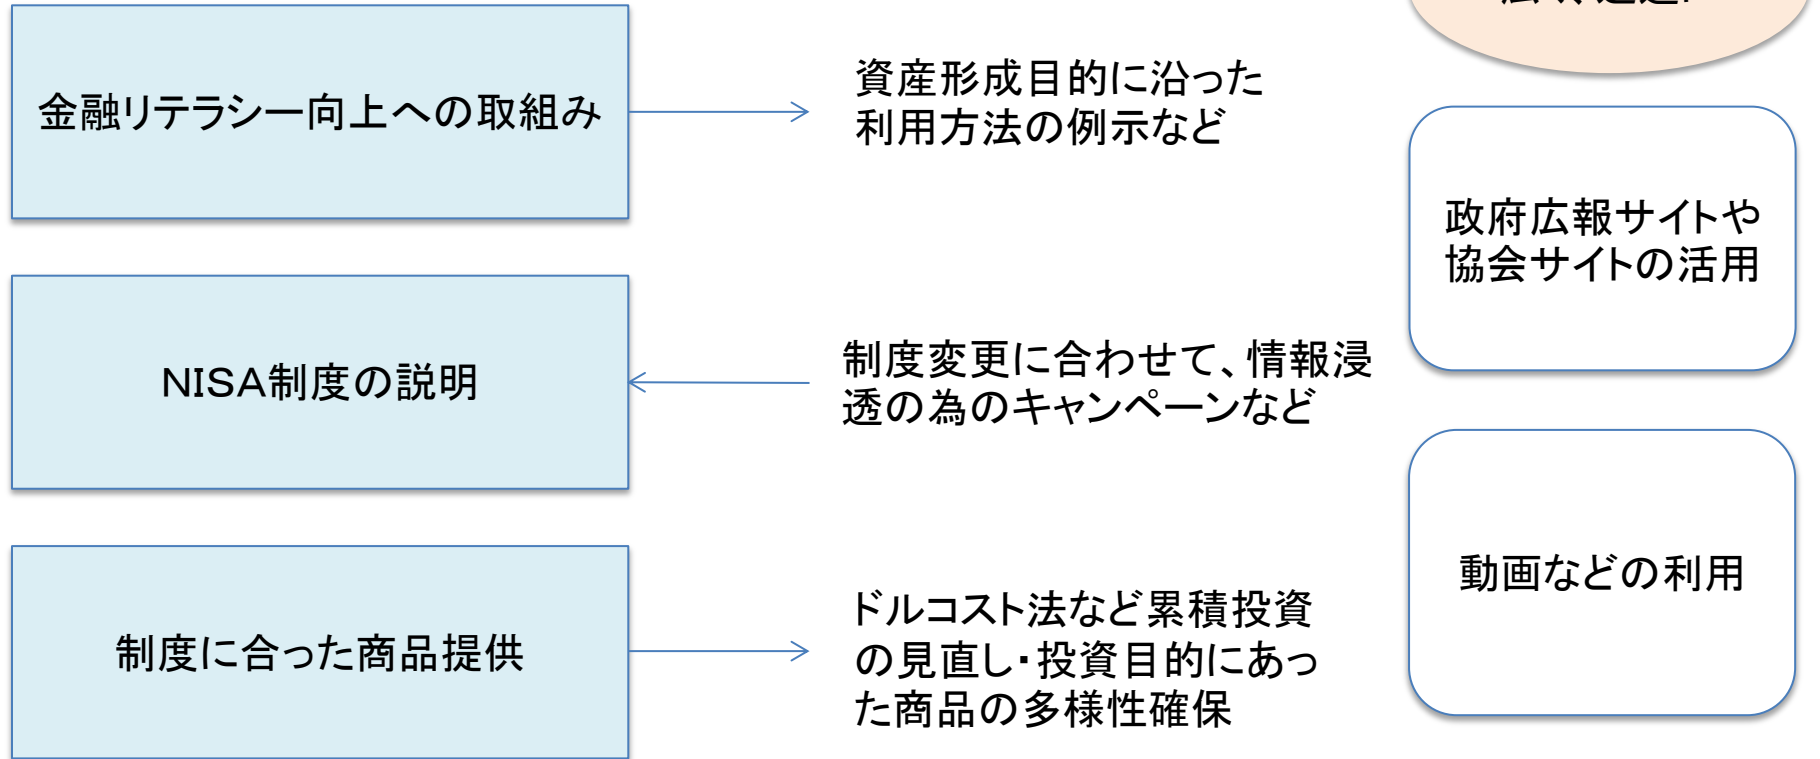 金融リテラシー向上への取組み
資産形成目的に沿った
利用方法の例示など
NISA制度の説明
制度変更に合わせて、情報浸
透の為のキャンペーンなど
制度に合った商品提供
ドルコスト法など累積投資
の見直し・投資目的にあっ
た商品の多様性確保
政府広報サイトや
協会サイトの活用
動画などの利用